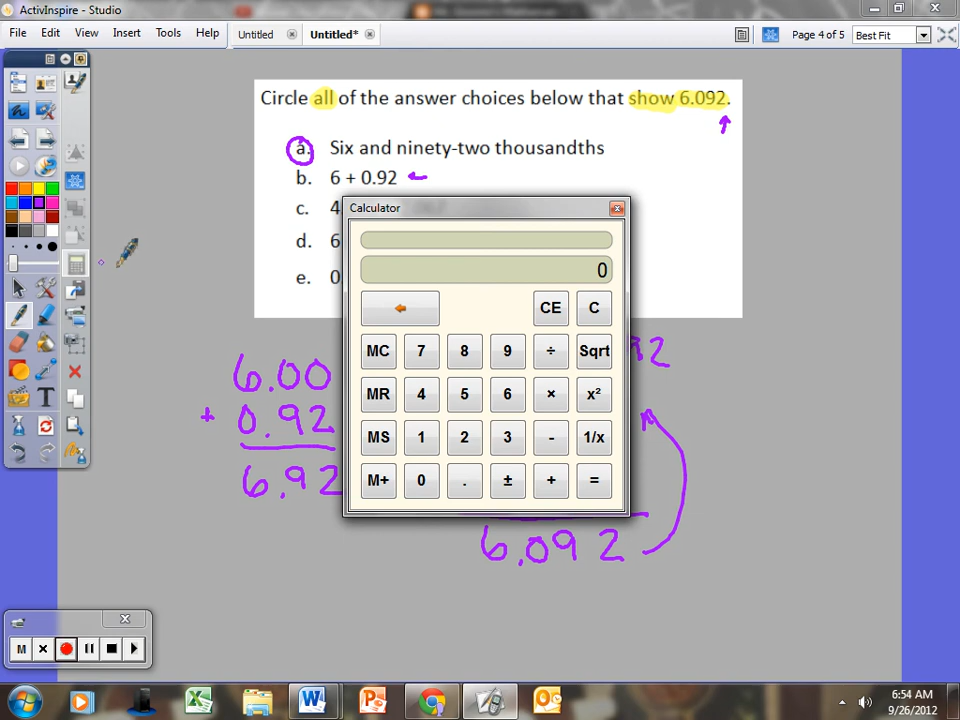 ActivInspire - Studio
File Edit View Insert Tools Help Untitled Untitled* Page 4 of 5 Best Fit
Circle all of the answer choices below that show 6.092.
a. Six and ninety-two thousandths
b. 6 + 0.92
c. 4
d. 6
e. 0
Calculator
0
CE C
MC 7 8 9 ÷ Sqrt
MR 4 5 6 × x²
MS 1 2 3 - 1/x
M+ 0 . ± + =
6.00
+ 0.92
6.92
92
6.092
M
6:54 AM
9/26/2012